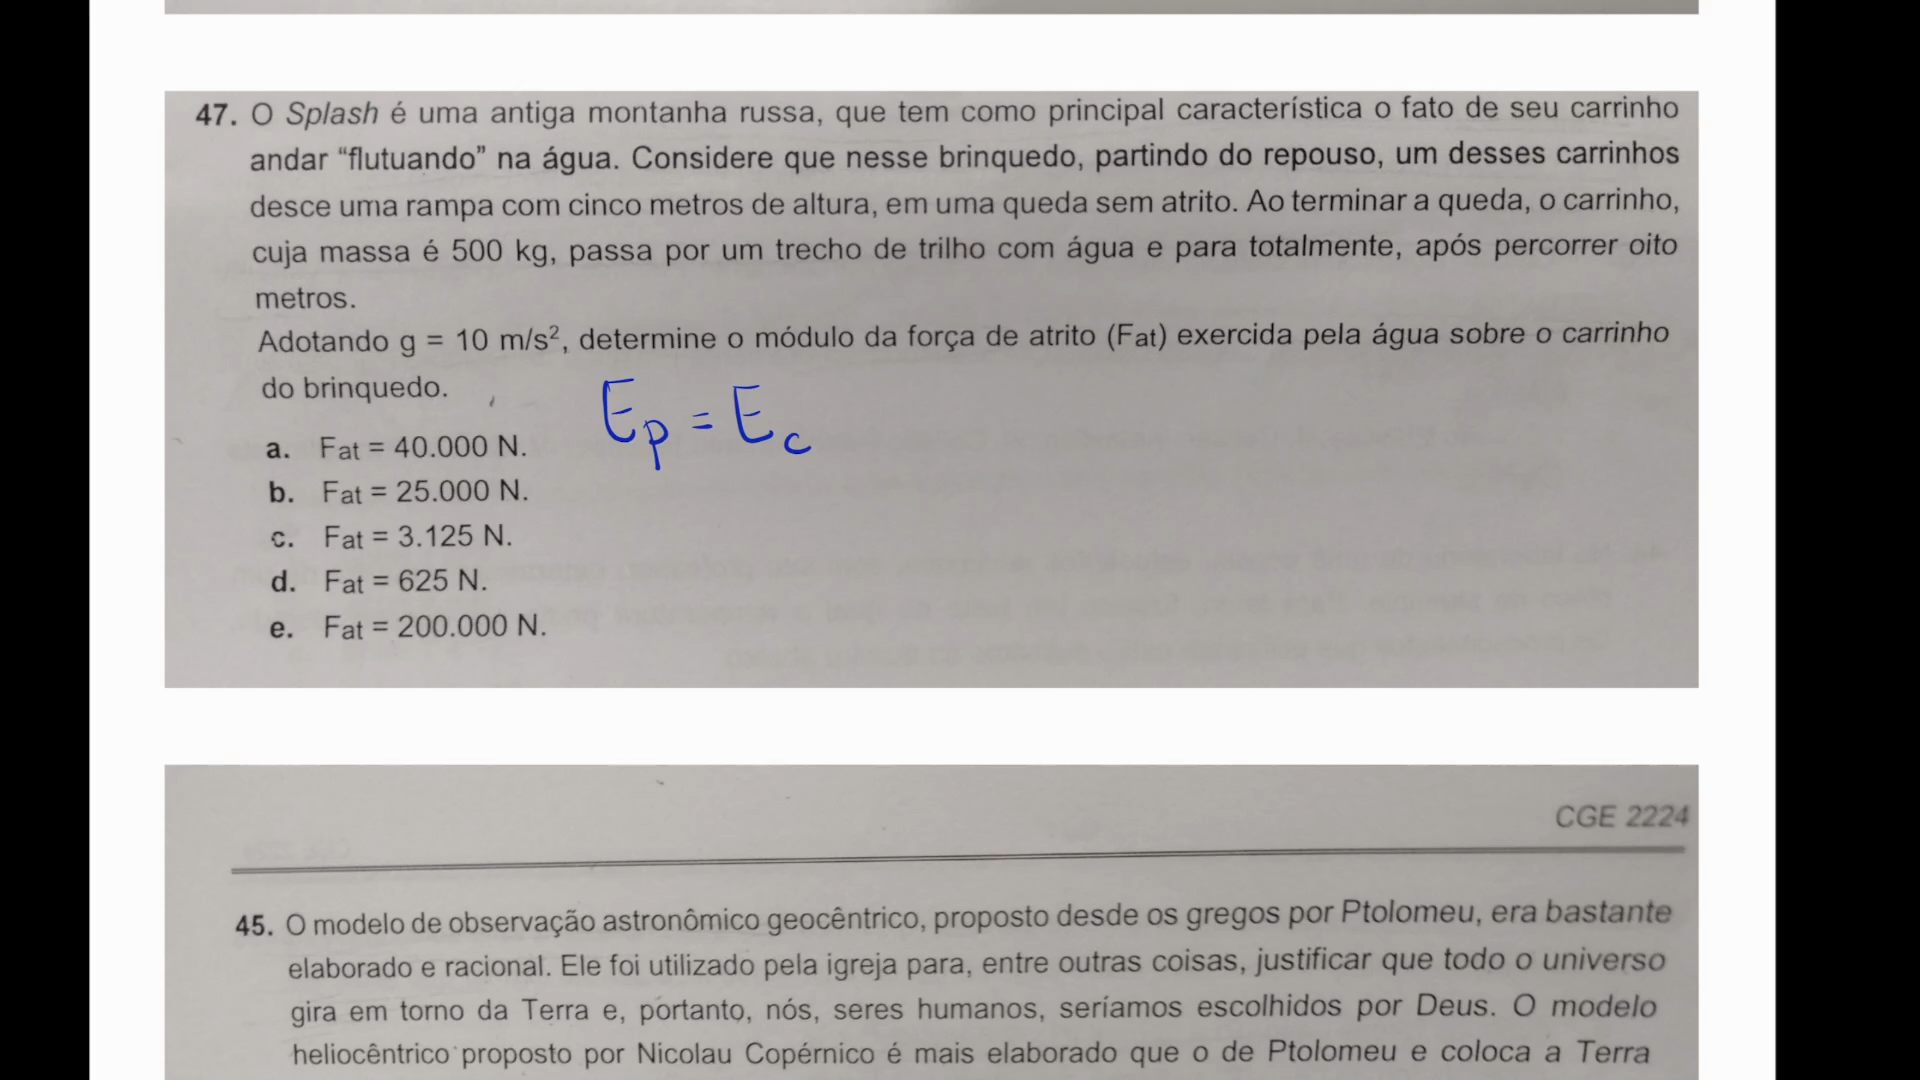 47. O Splash é uma antiga montanha russa, que tem como principal característica o fato de seu carrinho
andar “flutuando” na água. Considere que nesse brinquedo, partindo do repouso, um desses carrinhos
desce uma rampa com cinco metros de altura, em uma queda sem atrito. Ao terminar a queda, o carrinho,
cuja massa é 500 kg, passa por um trecho de trilho com água e para totalmente, após percorrer oito
metros.
Adotando g = 10 m/s², determine o módulo da força de atrito (Fat) exercida pela água sobre o carrinho
do brinquedo.
Ep = Ec
a. Fat = 40.000 N.
b. Fat = 25.000 N.
c. Fat = 3.125 N.
d. Fat = 625 N.
e. Fat = 200.000 N.
CGE 2224
45. O modelo de observação astronômico geocêntrico, proposto desde os gregos por Ptolomeu, era bastante
elaborado e racional. Ele foi utilizado pela igreja para, entre outras coisas, justificar que todo o universo
gira em torno da Terra e, portanto, nós, seres humanos, seríamos escolhidos por Deus. O modelo
heliocêntrico proposto por Nicolau Copérnico é mais elaborado que o de Ptolomeu e coloca a Terra